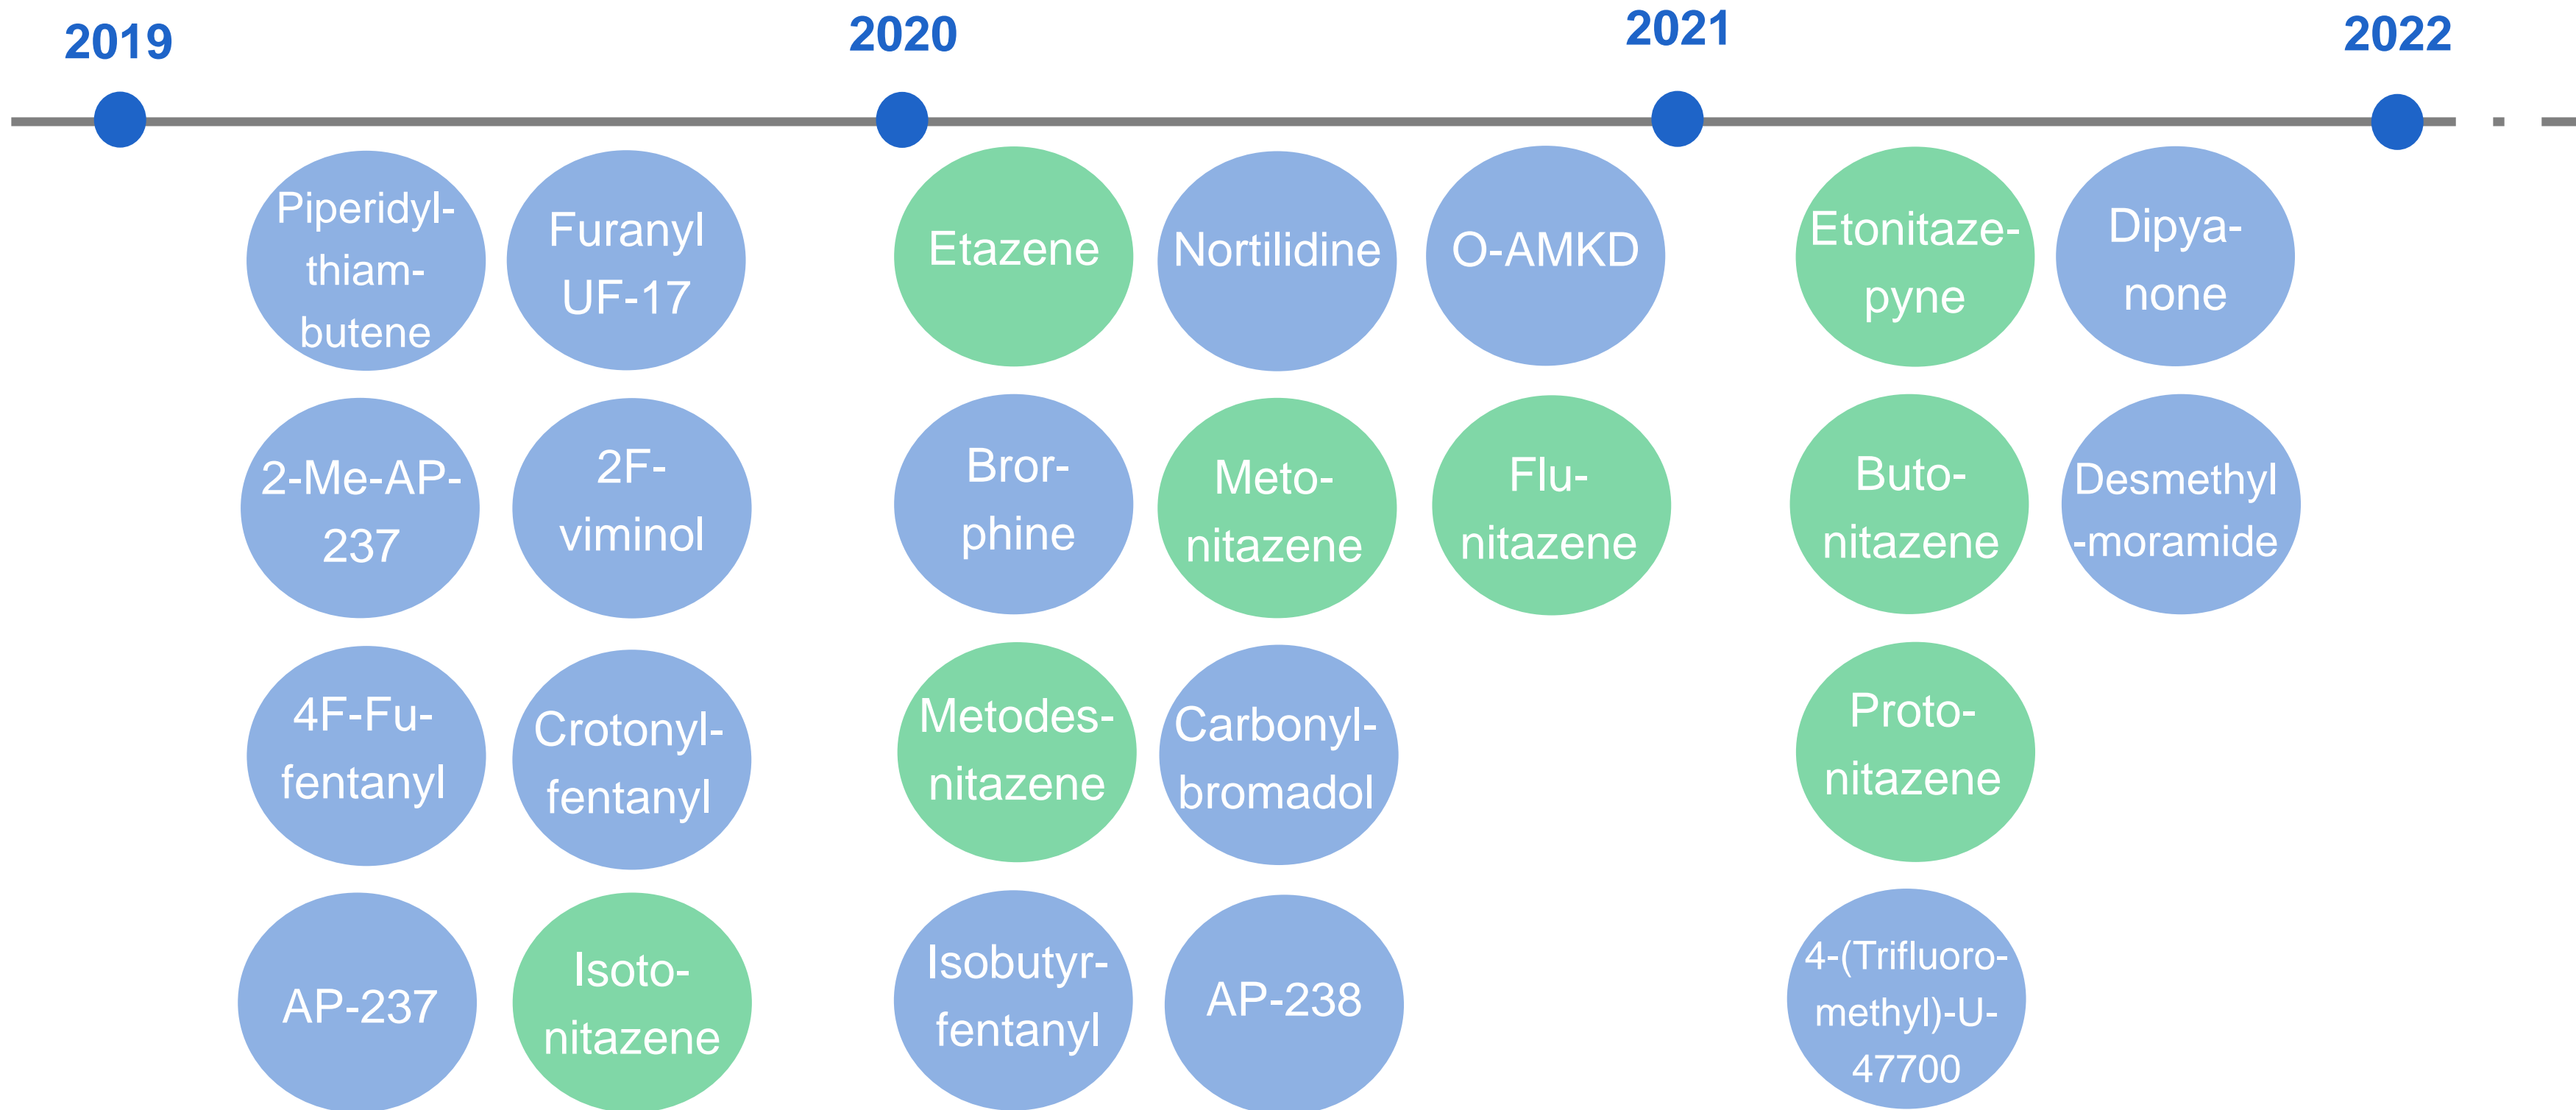 2019
2020
2021
2022
Piperidyl-
thiam-
butene
Furanyl
UF-17
Etazene
Nortilidine
O-AMKD
Etonitaze-
pyne
Dipya-
none
2-Me-AP-
237
2F-
viminol
Bror-
phine
Meto-
nitazene
Flu-
nitazene
Buto-
nitazene
Desmethyl
-moramide
4F-Fu-
fentanyl
Crotonyl-
fentanyl
Metodes-
nitazene
Carbonyl-
bromadol
Proto-
nitazene
AP-237
Isoto-
nitazene
Isobutyr-
fentanyl
AP-238
4-(Trifluoro-
methyl)-U-
47700